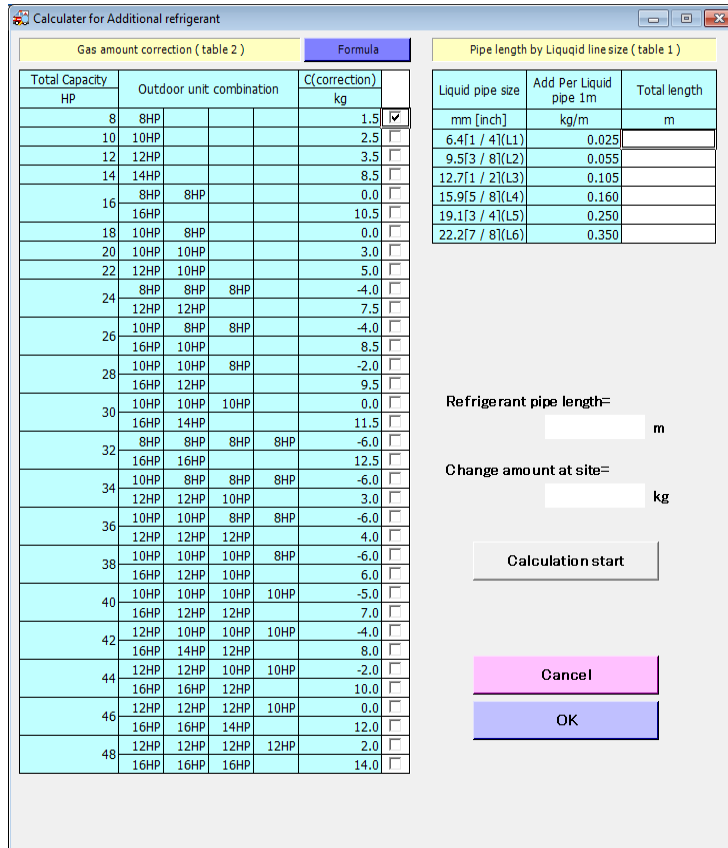 Calculater for Additional refrigerant
Gas amount correction ( table 2 ) Formula
Total Capacity Outdoor unit combination C(correction)
HP kg
8 8HP 1.5
10 10HP 2.5
12 12HP 3.5
14 14HP 8.5
16 8HP 8HP 0.0
16HP 10.5
18 10HP 8HP 0.0
20 10HP 10HP 3.0
22 12HP 10HP 5.0
24 8HP 8HP 8HP -4.0
12HP 12HP 7.5
26 10HP 8HP 8HP -4.0
16HP 10HP 8.5
28 10HP 10HP 8HP -2.0
16HP 12HP 9.5
30 10HP 10HP 10HP 0.0
16HP 14HP 11.5
32 8HP 8HP 8HP 8HP -6.0
16HP 16HP 12.5
34 10HP 8HP 8HP 8HP -6.0
12HP 12HP 10HP 3.0
36 10HP 10HP 8HP 8HP -6.0
12HP 12HP 12HP 4.0
38 10HP 10HP 10HP 8HP -6.0
16HP 12HP 10HP 6.0
40 10HP 10HP 10HP 10HP -5.0
16HP 12HP 12HP 7.0
42 12HP 10HP 10HP 10HP -4.0
16HP 14HP 12HP 8.0
44 12HP 12HP 10HP 10HP -2.0
16HP 16HP 12HP 10.0
46 12HP 12HP 12HP 10HP 0.0
16HP 16HP 14HP 12.0
48 12HP 12HP 12HP 12HP 2.0
16HP 16HP 16HP 14.0
Pipe length by Liquqid line size ( table 1 )
Liquid pipe size Add Per Liquid pipe 1m Total length
mm [inch] kg/m m
6.4[1 / 4](L1) 0.025
9.5[3 / 8](L2) 0.055
12.7[1 / 2](L3) 0.105
15.9[5 / 8](L4) 0.160
19.1[3 / 4](L5) 0.250
22.2[7 / 8](L6) 0.350
Refrigerant pipe length=
m
Change amount at site=
kg
Calculation start
Cancel
OK